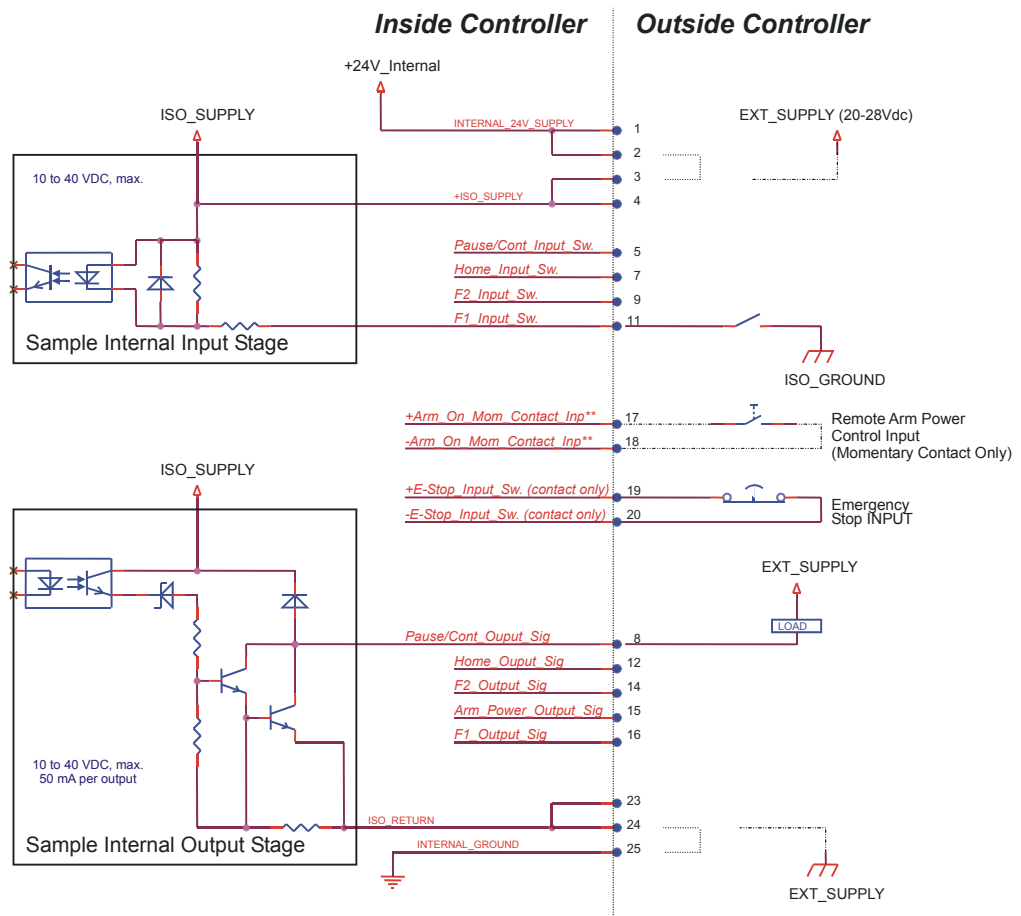 Inside Controller
Outside Controller
+24V_Internal
ISO_SUPPLY
INTERNAL_24V_SUPPLY
1
EXT_SUPPLY (20-28Vdc)
2
10 to 40 VDC, max.
3
+ISO_SUPPLY
4
Pause/Cont_Input_Sw.
5
Home_Input_Sw.
7
F2_Input_Sw.
9
F1_Input_Sw.
11
Sample Internal Input Stage
ISO_GROUND
+Arm_On_Mom_Contact_Inp**
17
-Arm_On_Mom_Contact_Inp**
18
Remote Arm Power
Control Input
(Momentary Contact Only)
ISO_SUPPLY
+E-Stop_Input_Sw. (contact only)
19
-E-Stop_Input_Sw. (contact only)
20
Emergency
Stop INPUT
EXT_SUPPLY
LOAD
Pause/Cont_Ouput_Sig
8
Home_Ouput_Sig
12
F2_Output_Sig
14
Arm_Power_Output_Sig
15
F1_Output_Sig
16
10 to 40 VDC, max.
50 mA per output
23
ISO_RETURN
24
Sample Internal Output Stage
INTERNAL_GROUND
25
EXT_SUPPLY